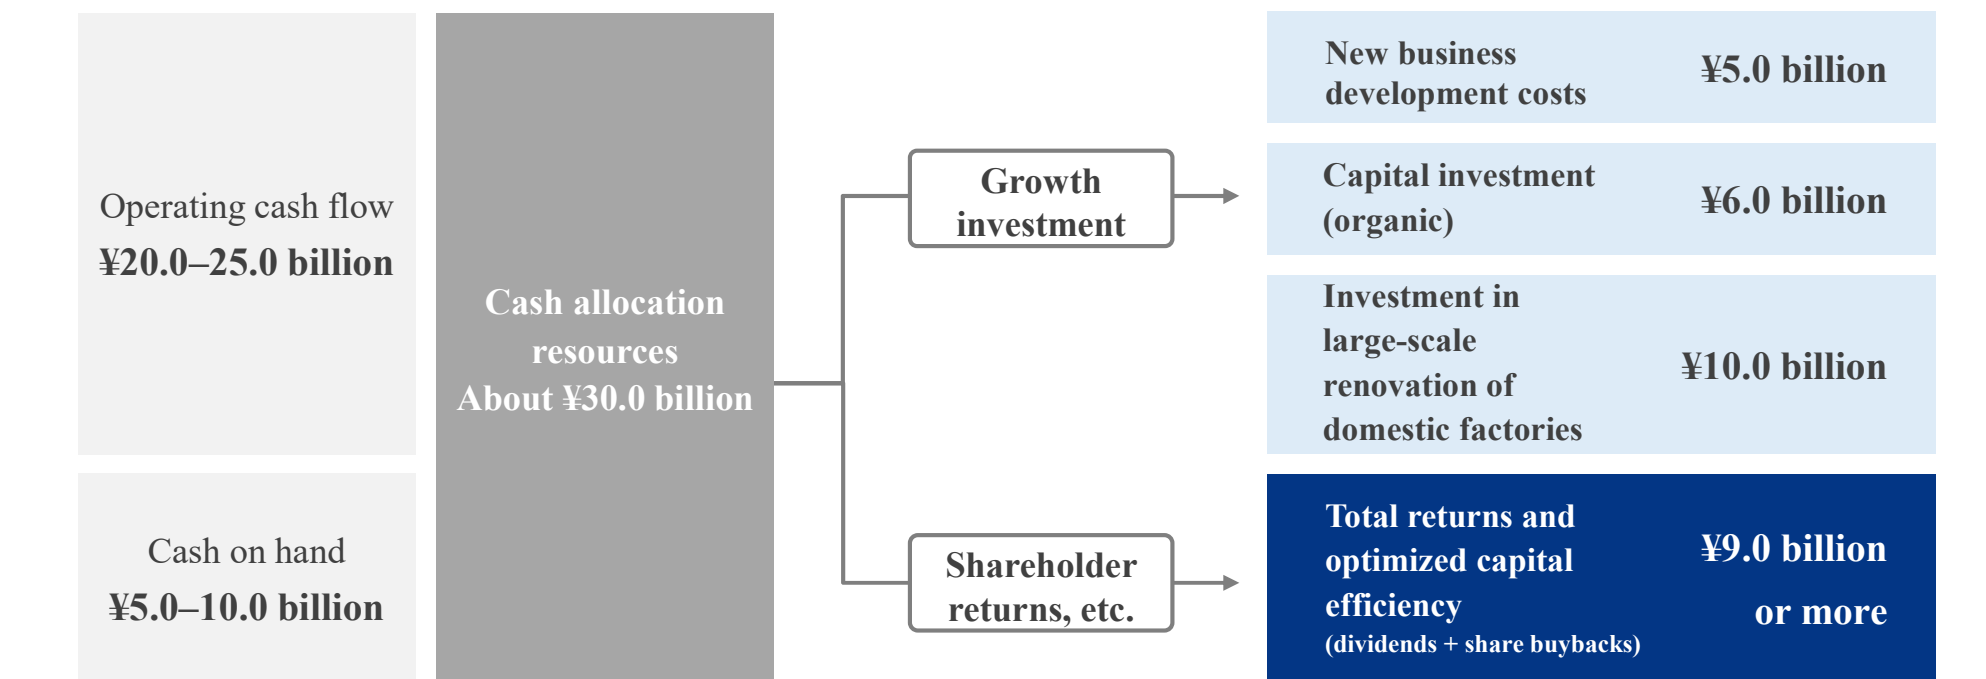 Operating cash flow
¥20.0–25.0 billion
Cash on hand
¥5.0–10.0 billion
Cash allocation
resources
About ¥30.0 billion
Growth
investment
Shareholder
returns, etc.
New business
development costs
¥5.0 billion
Capital investment
(organic)
¥6.0 billion
Investment in
large-scale
renovation of
domestic factories
¥10.0 billion
Total returns and
optimized capital
efficiency
(dividends + share buybacks)
¥9.0 billion
or more